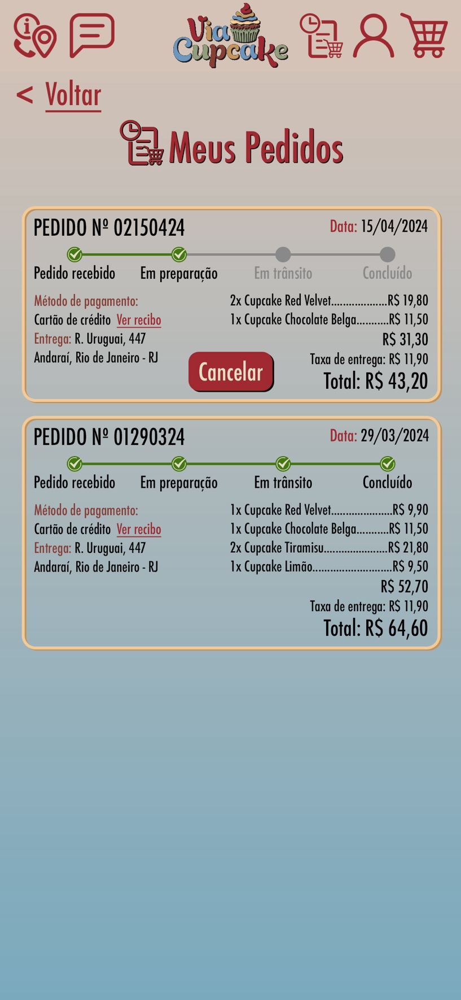 Via
Cupcake
< Voltar
Meus Pedidos
PEDIDO Nº 02150424
Data: 15/04/2024
Pedido recebido Em preparação Em trânsito Concluído
Método de pagamento:
Cartão de crédito Ver recibo
Entrega: R. Uruguai, 447
Andaraí, Rio de Janeiro - RJ
2x Cupcake Red Velvet...................R$ 19,80
1x Cupcake Chocolate Belga...........R$ 11,50
R$ 31,30
Taxa de entrega: R$ 11,90
Total: R$ 43,20
Cancelar
PEDIDO Nº 01290324
Data: 29/03/2024
Pedido recebido Em preparação Em trânsito Concluído
Método de pagamento:
Cartão de crédito Ver recibo
Entrega: R. Uruguai, 447
Andaraí, Rio de Janeiro - RJ
1x Cupcake Red Velvet.....................R$ 9,90
1x Cupcake Chocolate Belga...........R$ 11,50
2x Cupcake Tiramisu......................R$ 21,80
1x Cupcake Limão...........................R$ 9,50
R$ 52,70
Taxa de entrega: R$ 11,90
Total: R$ 64,60